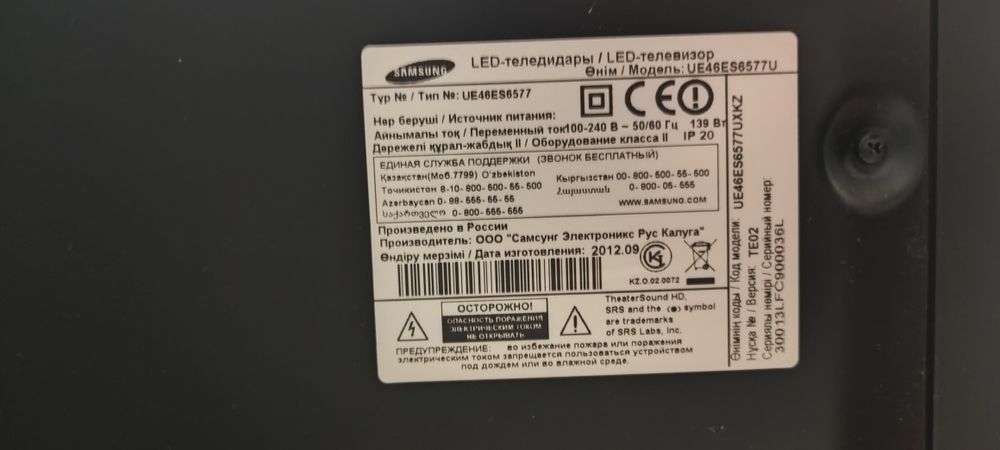 SAMSUNG
LED-теледидары / LED-телевизор
Өнім / Модель: UE46ES6577U
Түр № / Тип №: UE46ES6577
Нәр беруші / Источник питания:
Айнымалы ток / Переменный ток100-240 В ~ 50/60 Гц 139 Вт
Дәрежелі құрал-жабдық II / Оборудование класса II IP 20
ЕДИНАЯ СЛУЖБА ПОДДЕРЖКИ (ЗВОНОК БЕСПЛАТНЫЙ)
Қазақстан(Моб.7799) O'zbekiston Кыргызстан 00-800-500-55-500
Тоҷикистон 8-10-800-500-55-500 Հայաստան 0-800-05-555
Azərbaycan 0-88-555-55-55 WWW.SAMSUNG.COM
საქართველო 0-800-555-555
Произведено в России
Производитель: ООО "Самсунг Электроникс Рус Калуга"
Өндіру мерзімі / Дата изготовления: 2012.09
KZ.O.02.0072
ОСТОРОЖНО!
ОПАСНОСТЬ ПОРАЖЕНИЯ
ЭЛЕКТРИЧЕСКИМ ТОКОМ
НЕ ОТКРЫВАТЬ
TheaterSound HD,
SRS and the (●) symbol
are trademarks
of SRS Labs, Inc.
ПРЕДУПРЕЖДЕНИЕ: во избежание пожара или поражения
электрическим током запрещается пользоваться устройством
под дождем или во влажной среде.
Өнімнің коды / Код модели: UE46ES6577UXKZ
Нұсқа № / Версия: TE02
Сериялы нөмірі / Серийный номер:
30013LFC900036L